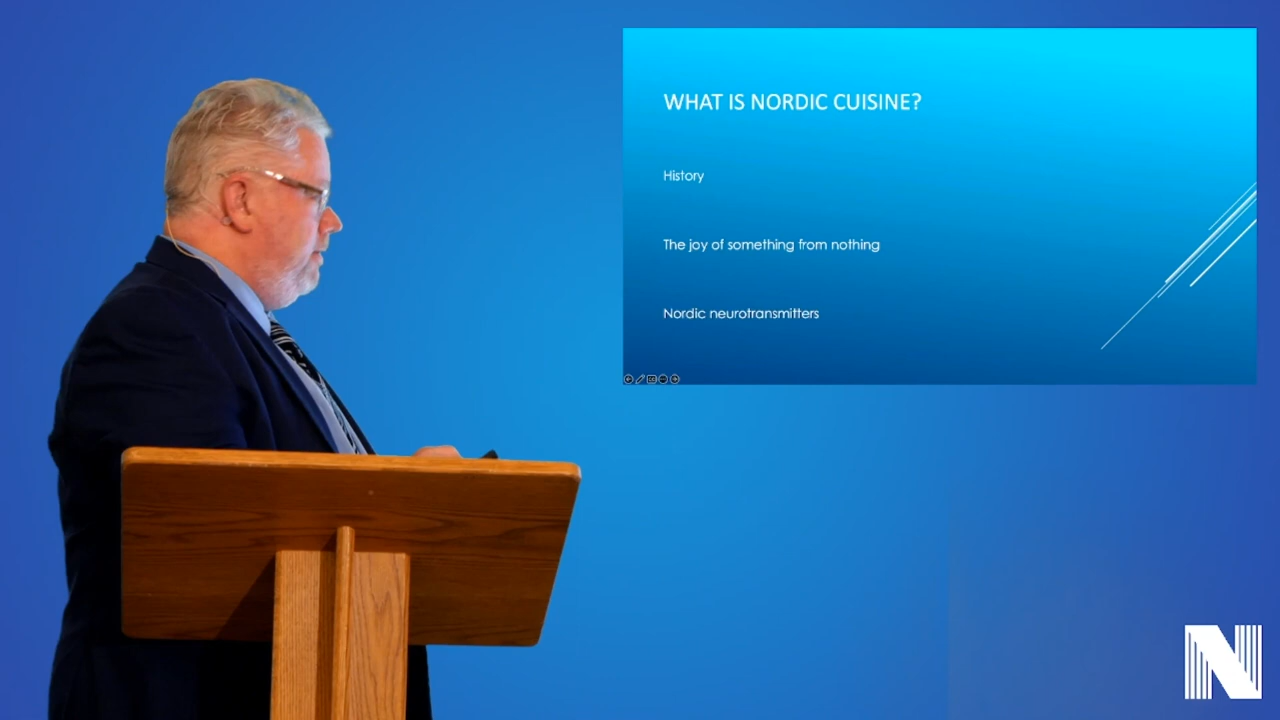 WHAT IS NORDIC CUISINE?
History
The joy of something from nothing
Nordic neurotransmitters
N